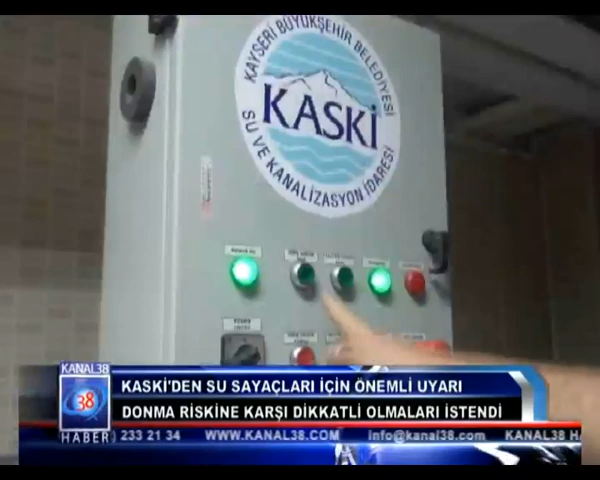 KAYSERİ BÜYÜKŞEHİR BELEDİYESİ
KASKİ
SU VE KANALİZASYON İDARESİ
KANAL38
38
HABER
KASKİ'DEN SU SAYAÇLARI İÇİN ÖNEMLİ UYARI
DONMA RİSKİNE KARŞI DİKKATLİ OLMALARI İSTENDİ
) 233 21 34 WWW.KANAL38.COM info@kanal38.com KANAL38 HA